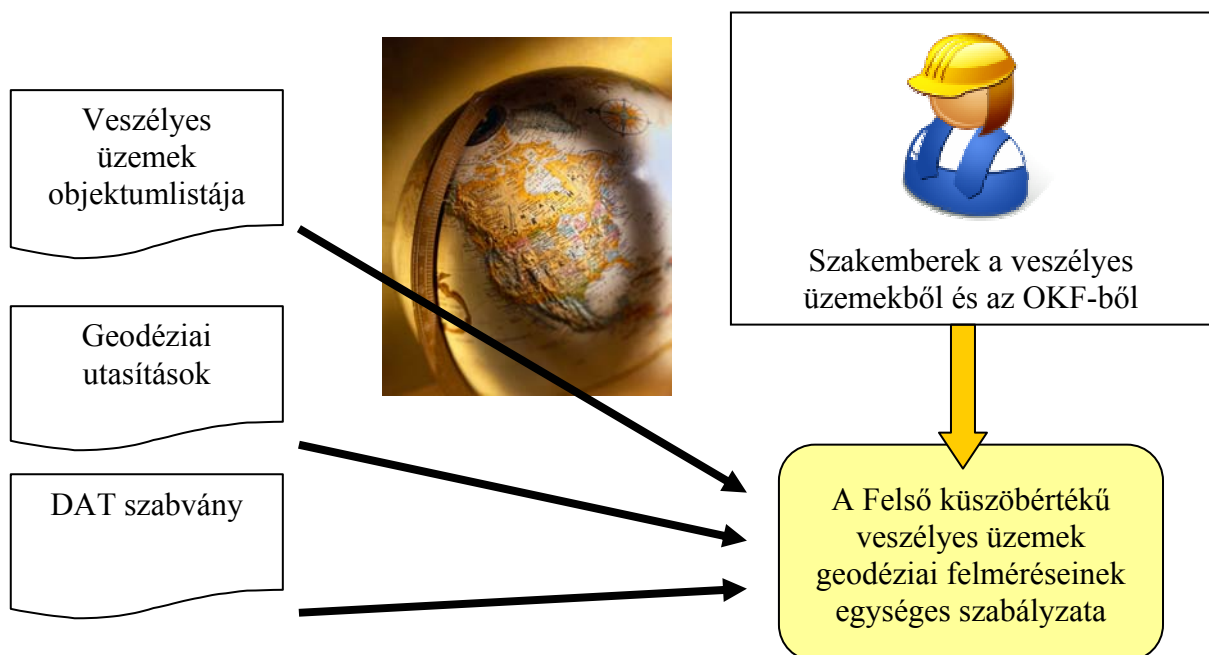 Veszélyes
üzemek
objektumlistája
Geodéziai
utasítások
DAT szabvány
Szakemberek a veszélyes
üzemekből és az OKF-ből
A Felső küszöbértékű
veszélyes üzemek
geodéziai felméréseinek
egységes szabályzata